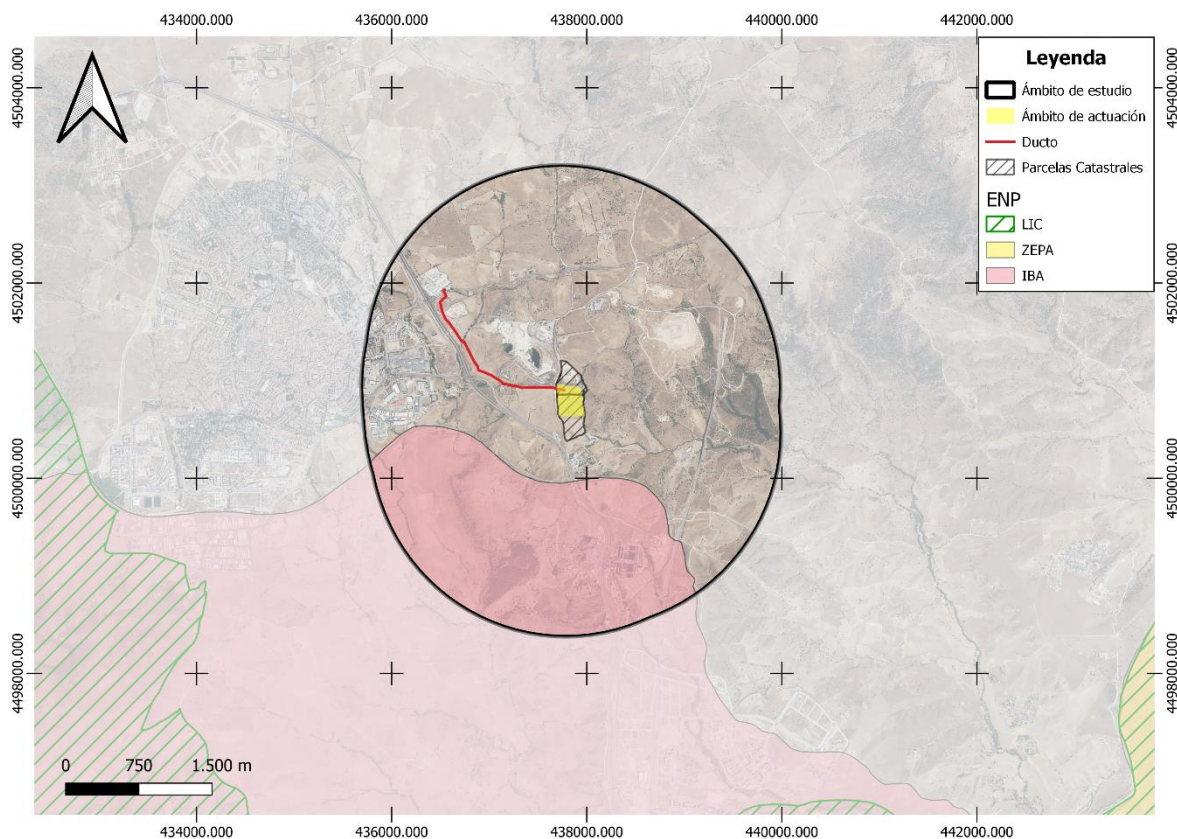 434000.000 436000.000 438000.000 440000.000 442000.000
Leyenda
Ámbito de estudio
Ámbito de actuación
Ducto
Parcelas Catastrales
ENP
LIC
ZEPA
IBA
4504000.000 4504000.000
4502000.000 4502000.000
4500000.000 4500000.000
4498000.000 4498000.000
0 750 1.500 m
434000.000 436000.000 438000.000 440000.000 442000.000